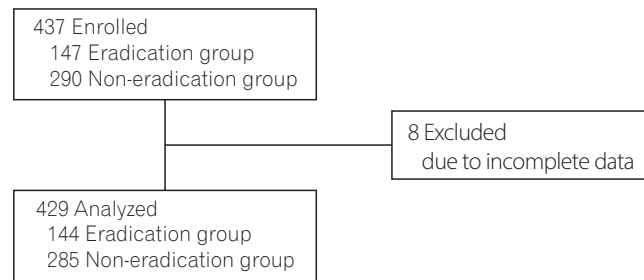 437 Enrolled
147 Eradication group
290 Non-eradication group
8 Excluded
due to incomplete data
429 Analyzed
144 Eradication group
285 Non-eradication group